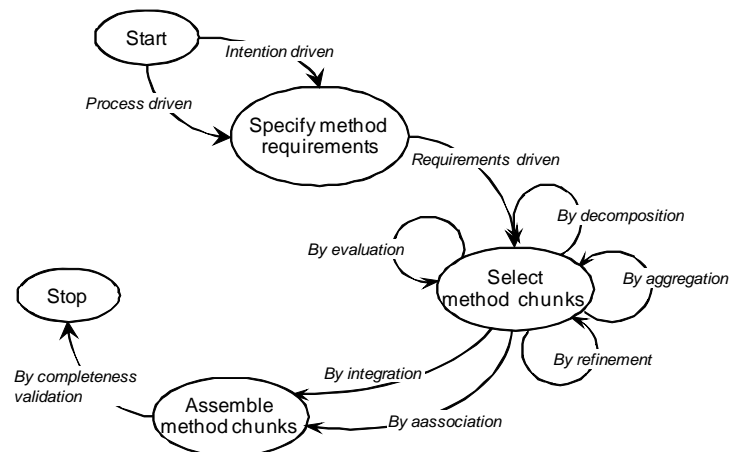 Start
Intention driven
Process driven
Specify method
requirements
Requirements driven
By decomposition
By evaluation
Select
method chunks
By aggregation
Stop
By refinement
By integration
By completeness
validation
Assemble
method chunks
By aassociation